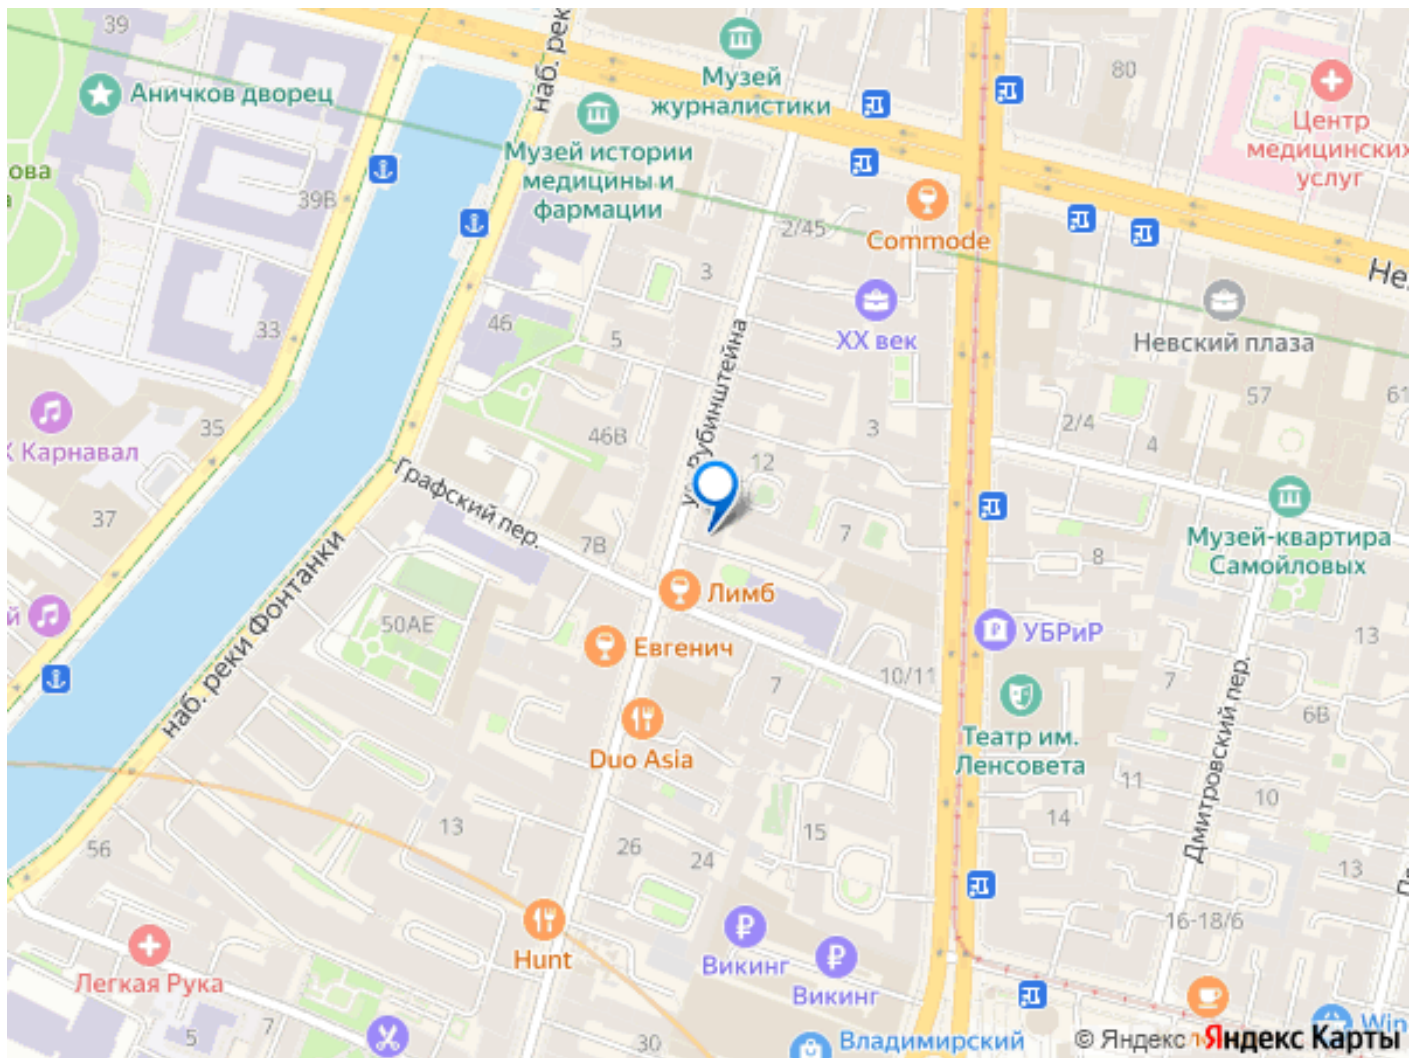 39
наб. рек
Музей
журналистики
80
Аничков дворец
Центр
медицинских
услуг
Музей истории
медицины и
фармации
ова
а
39В
2/45
Commode
3
Не
33
46
5
ул. Рубинштейна
XX век
Невский плаза
57
61
35
К Карнавал
46В
3
2/4
4
12
Графский пер.
37
7В
7
8
Музей-квартира
Самойловых
наб. реки Фонтанки
Лимб
й
50АЕ
Евгенич
УБРиР
13
10/11
7
7
6В
Duo Asia
Театр им.
Ленсовета
Дмитровский пер.
11
10
13
26
24
15
14
13
56
16-18/6
Hunt
Викинг
Викинг
Легкая Рука
5
7
30
Владимирский
Win
© Яндекс
Яндекс Карты